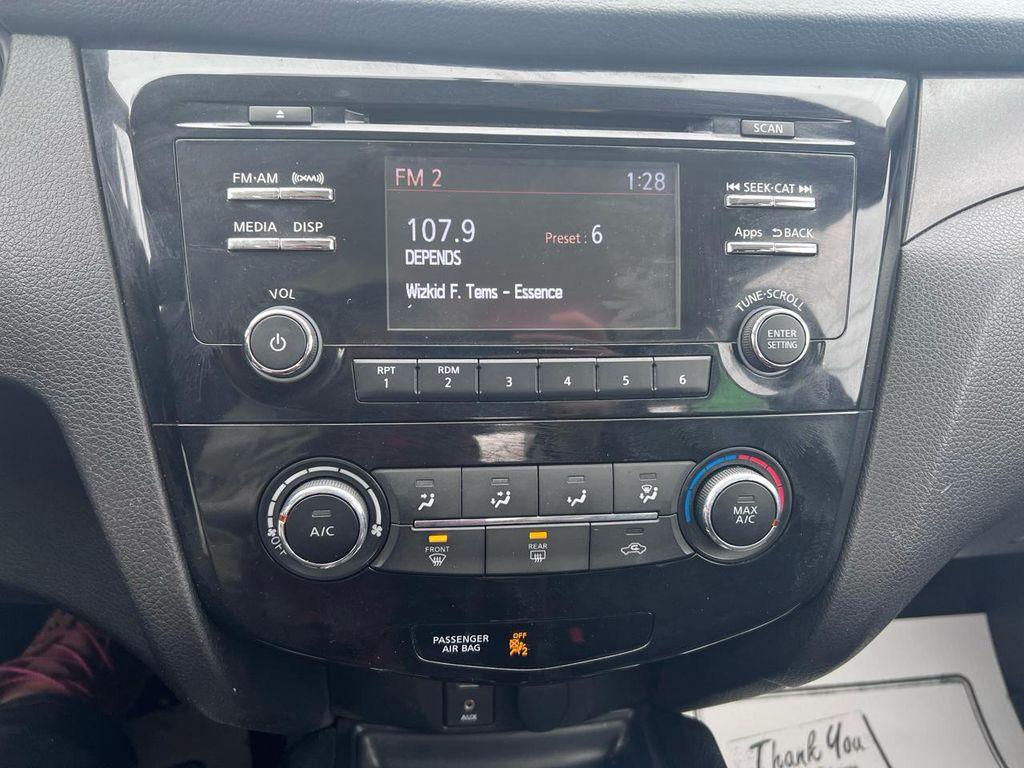 SCAN
FM·AM ((XM))
SEEK·CAT
MEDIA DISP
Apps BACK
FM 2 1:28
107.9 Preset : 6
DEPENDS
Wizkid F. Tems - Essence
VOL
TUNE·SCROLL
ENTER
SETTING
RPT RDM
1 2 3 4 5 6
A/C
OFF
MAX
A/C
FRONT REAR
PASSENGER
AIR BAG
OFF
2
AUX
Thank You